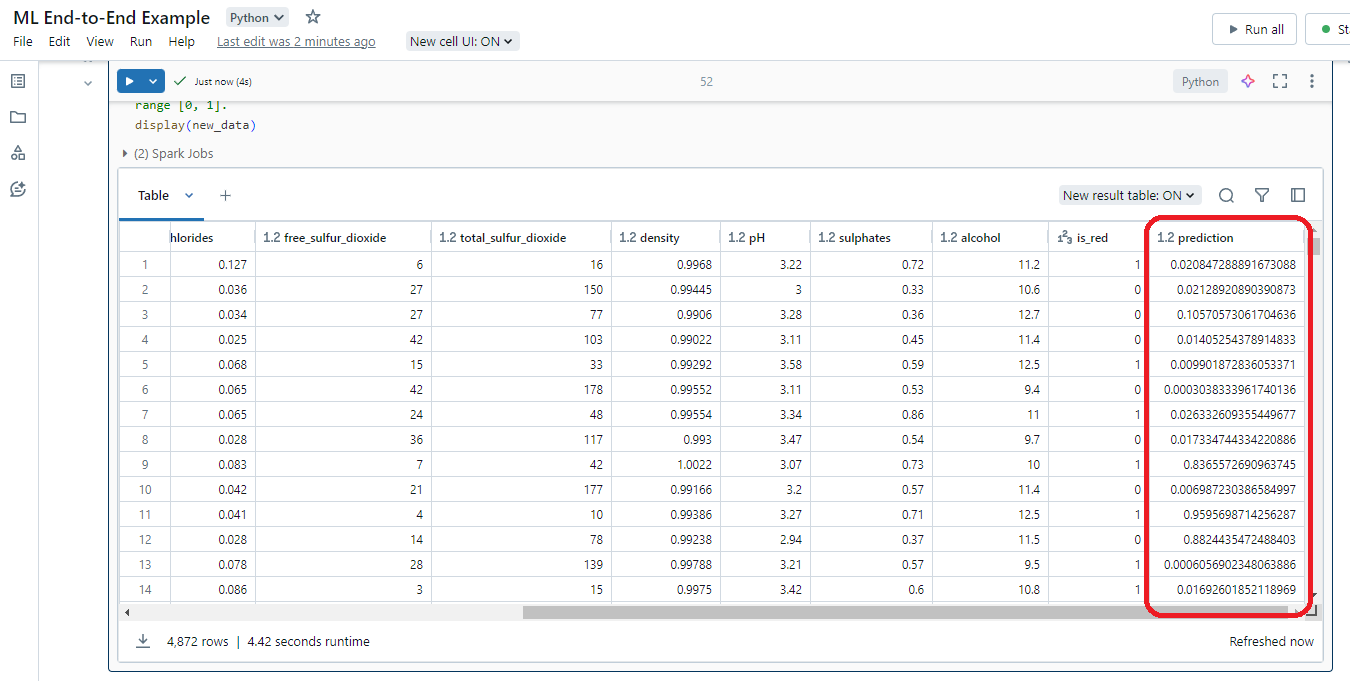 ML End-to-End Example Python
File Edit View Run Help Last edit was 2 minutes ago New cell UI: ON Run all Sta
Just now (4s) 52 Python
range [0, 1].
display(new_data)
(2) Spark Jobs
Table + New result table: ON
hlorides 1.2 free_sulfur_dioxide 1.2 total_sulfur_dioxide 1.2 density 1.2 pH 1.2 sulphates 1.2 alcohol 123 is_red 1.2 prediction
1 0.127 6 16 0.9968 3.22 0.72 11.2 1 0.020847288891673088
2 0.036 27 150 0.99445 3 0.33 10.6 0 0.02128920890390873
3 0.034 27 77 0.9906 3.28 0.36 12.7 0 0.10570573061704636
4 0.025 42 103 0.99022 3.11 0.45 11.4 0 0.01405254378914833
5 0.068 15 33 0.99292 3.58 0.59 12.5 1 0.009901872836053371
6 0.065 42 178 0.99552 3.11 0.53 9.4 0 0.0003038333961740136
7 0.065 24 48 0.99554 3.34 0.86 11 1 0.026332609355449677
8 0.028 36 117 0.993 3.47 0.54 9.7 0 0.017334744334220886
9 0.083 7 42 1.0022 3.07 0.73 10 1 0.8365572690963745
10 0.042 21 177 0.99166 3.2 0.57 11.4 0 0.006987230386584997
11 0.041 4 10 0.99386 3.27 0.71 12.5 1 0.9595698714256287
12 0.028 14 78 0.99238 2.94 0.37 11.5 0 0.8824435472488403
13 0.078 28 139 0.99788 3.21 0.57 9.5 1 0.0006056902348063886
14 0.086 3 15 0.9975 3.42 0.6 10.8 1 0.01692601852118969
4,872 rows | 4.42 seconds runtime Refreshed now